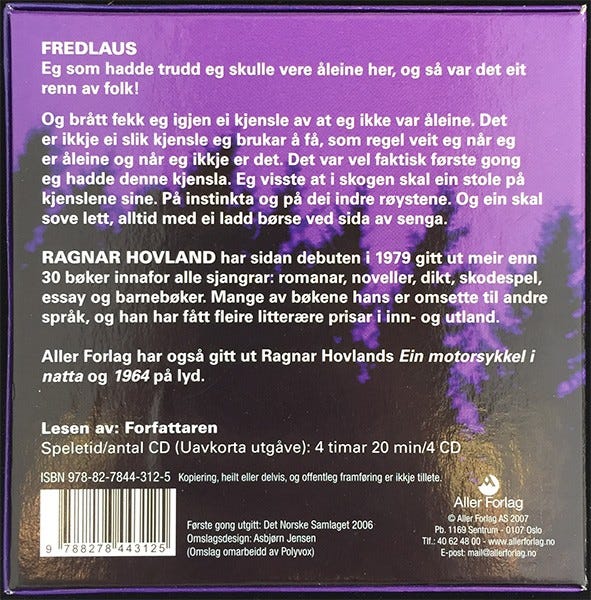 FREDLAUS
Eg som hadde trudd eg skulle vere åleine her, og så var det eit
renn av folk!
Og brått fekk eg igjen ei kjensle av at eg ikke var åleine. Det
er ikkje ei slik kjensle eg brukar å få, som regel veit eg når eg
er åleine og når eg ikkje er det. Det var vel faktisk første gong
eg hadde denne kjensla. Eg visste at i skogen skal ein stole på
kjenslene sine. På instinkta og på dei indre røystene. Og ein skal
sove lett, alltid med ei ladd børse ved sida av senga.
RAGNAR HOVLAND har sidan debuten i 1979 gitt ut meir enn
30 bøker innafor alle sjangrar: romanar, noveller, dikt, skodespel,
essay og barnebøker. Mange av bøkene hans er omsette til andre
språk, og han har fått fleire litterære prisar i inn- og utland.
Aller Forlag har også gitt ut Ragnar Hovlands Ein motorsykkel i
natta og 1964 på lyd.
Lesen av: Forfattaren
Speletid/antal CD (Uavkorta utgåve): 4 timar 20 min/4 CD
ISBN 978-82-7844-312-5 Kopiering, heilt eller delvis, og offentleg framføring er ikkje tillete.
9 788278 443125
Første gong utgitt: Det Norske Samlaget 2006
Omslagsdesign: Asbjørn Jensen
(Omslag omarbeidd av Polyvox)
Aller Forlag
© Aller Forlag AS 2007
Pb. 1169 Sentrum - 0107 Oslo
Tlf.: 40 62 48 00 - www.allerforlag.no
E-post: mail@allerforlag.no